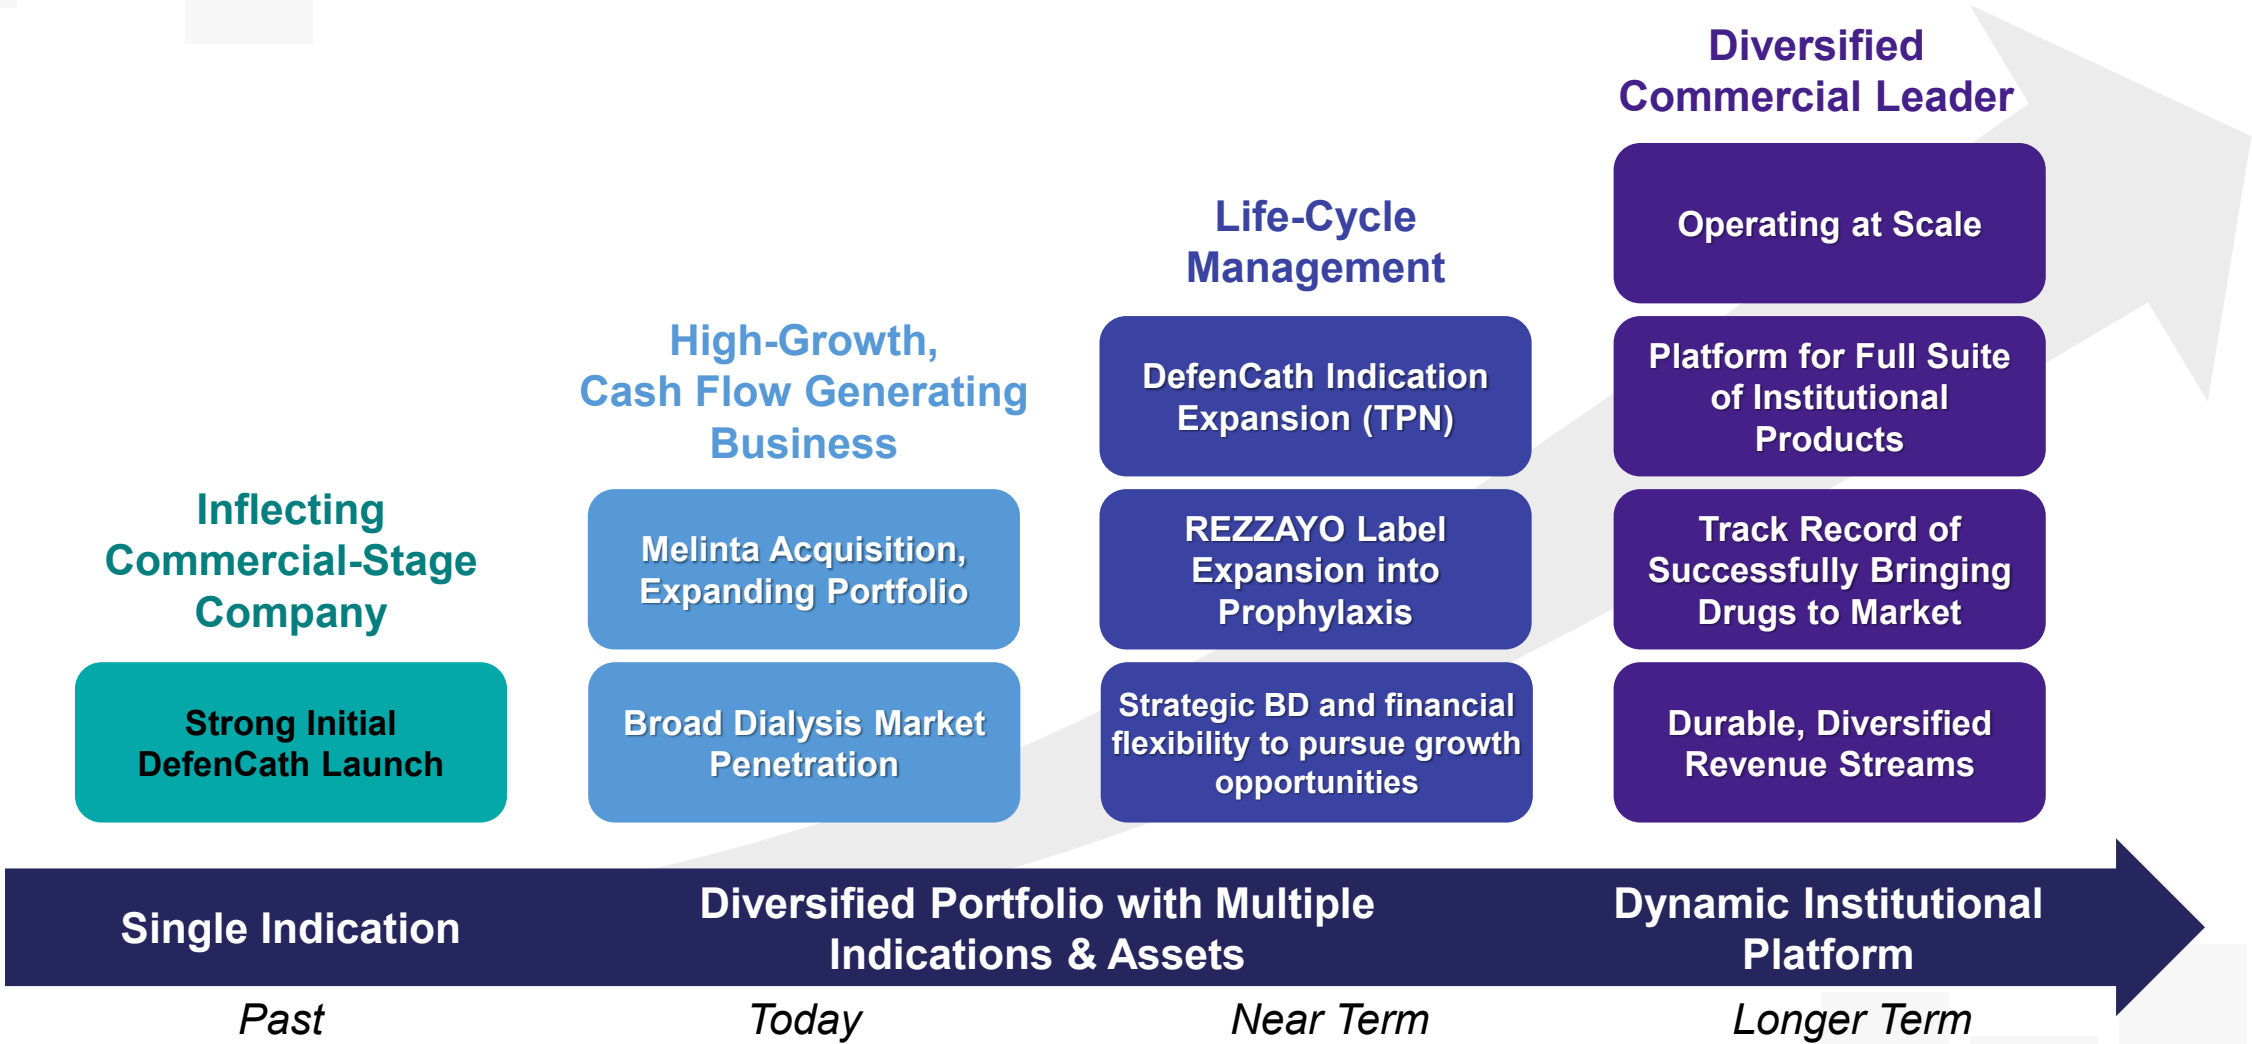 Inflecting
Commercial-Stage
Company
Strong Initial
DefenCath Launch
High-Growth,
Cash Flow Generating
Business
Melinta Acquisition,
Expanding Portfolio
Broad Dialysis Market
Penetration
Life-Cycle
Management
DefenCath Indication
Expansion (TPN)
REZZAYO Label
Expansion into
Prophylaxis
Strategic BD and financial
flexibility to pursue growth
opportunities
Diversified
Commercial Leader
Operating at Scale
Platform for Full Suite
of Institutional
Products
Track Record of
Successfully Bringing
Drugs to Market
Durable, Diversified
Revenue Streams
Single Indication
Diversified Portfolio with Multiple
Indications & Assets
Dynamic Institutional
Platform
Past
Today
Near Term
Longer Term